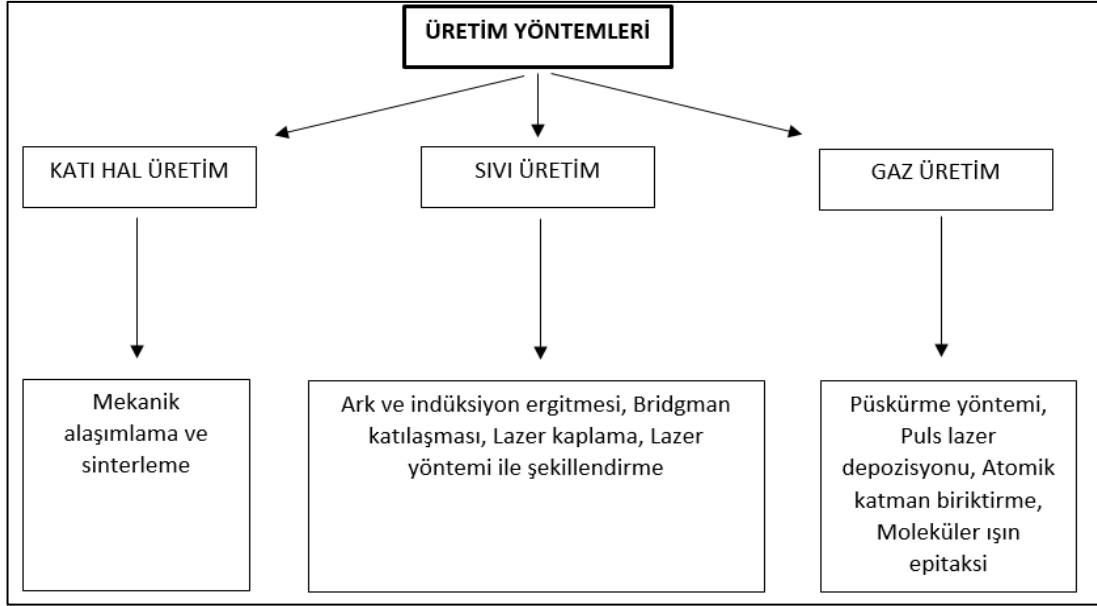 ÜRETİM YÖNTEMLERİ
KATI HAL ÜRETİM
SIVI ÜRETİM
GAZ ÜRETİM
Mekanik
alaşımlama ve
sinterleme
Ark ve indüksiyon ergitmesi, Bridgman
katılaşması, Lazer kaplama, Lazer
yöntemi ile şekillendirme
Püskürme yöntemi,
Puls lazer
depozisyonu, Atomik
katman biriktirme,
Moleküler ışın
epitaksi